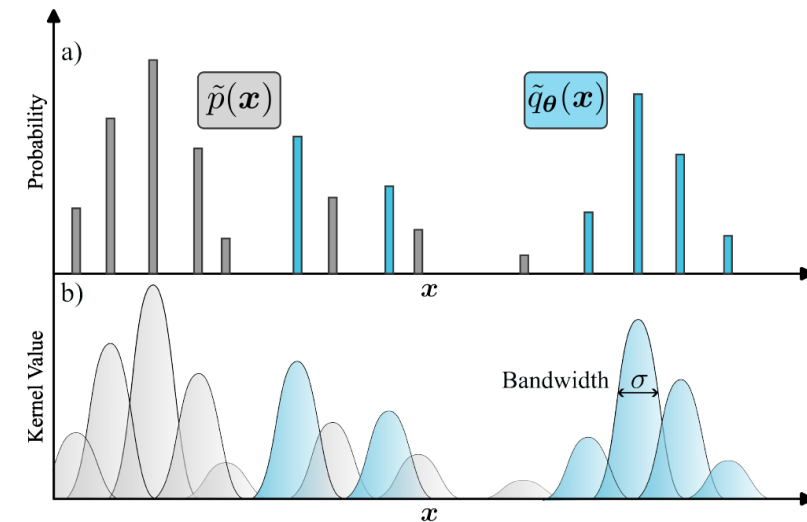 a)
p̃(x)
q̃θ(x)
Probability
x
b)
Kernel Value
Bandwidth
σ
x